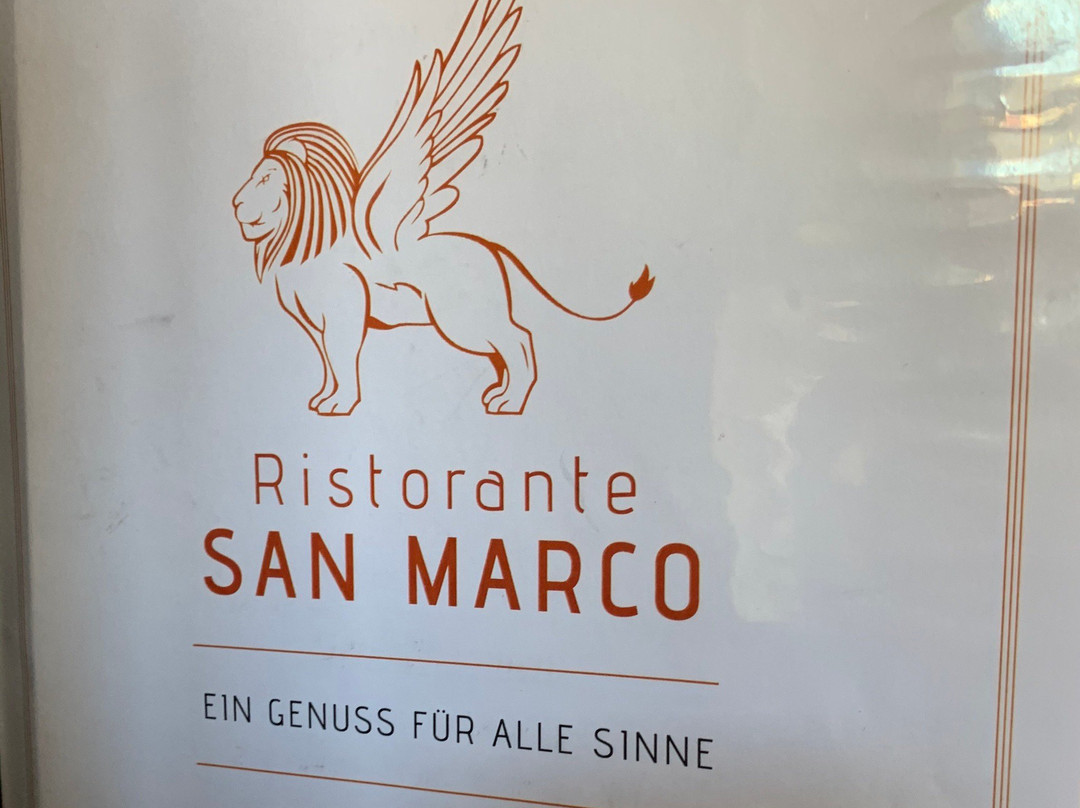 Ristorante
SAN MARCO
EIN GENUSS FÜR ALLE SINNE